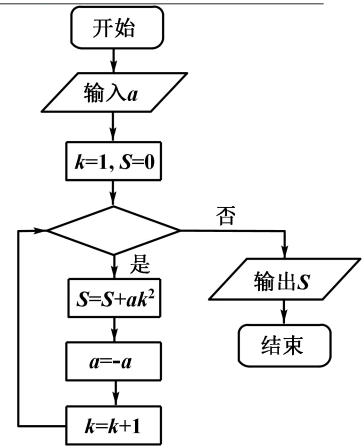 开始
输入a
k=1, S=0
否
是
S=S+ak²
输出S
a=-a
结束
k=k+1